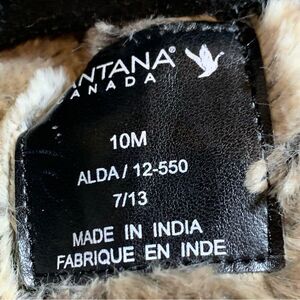 ANTANA®
ANADA
10M
ALDA / 12-550
7/13
MADE IN INDIA
FABRIQUE EN INDE